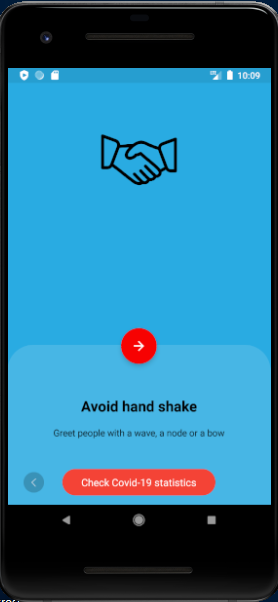 10:09
Avoid hand shake
Greet people with a wave, a node or a bow
Check Covid-19 statistics